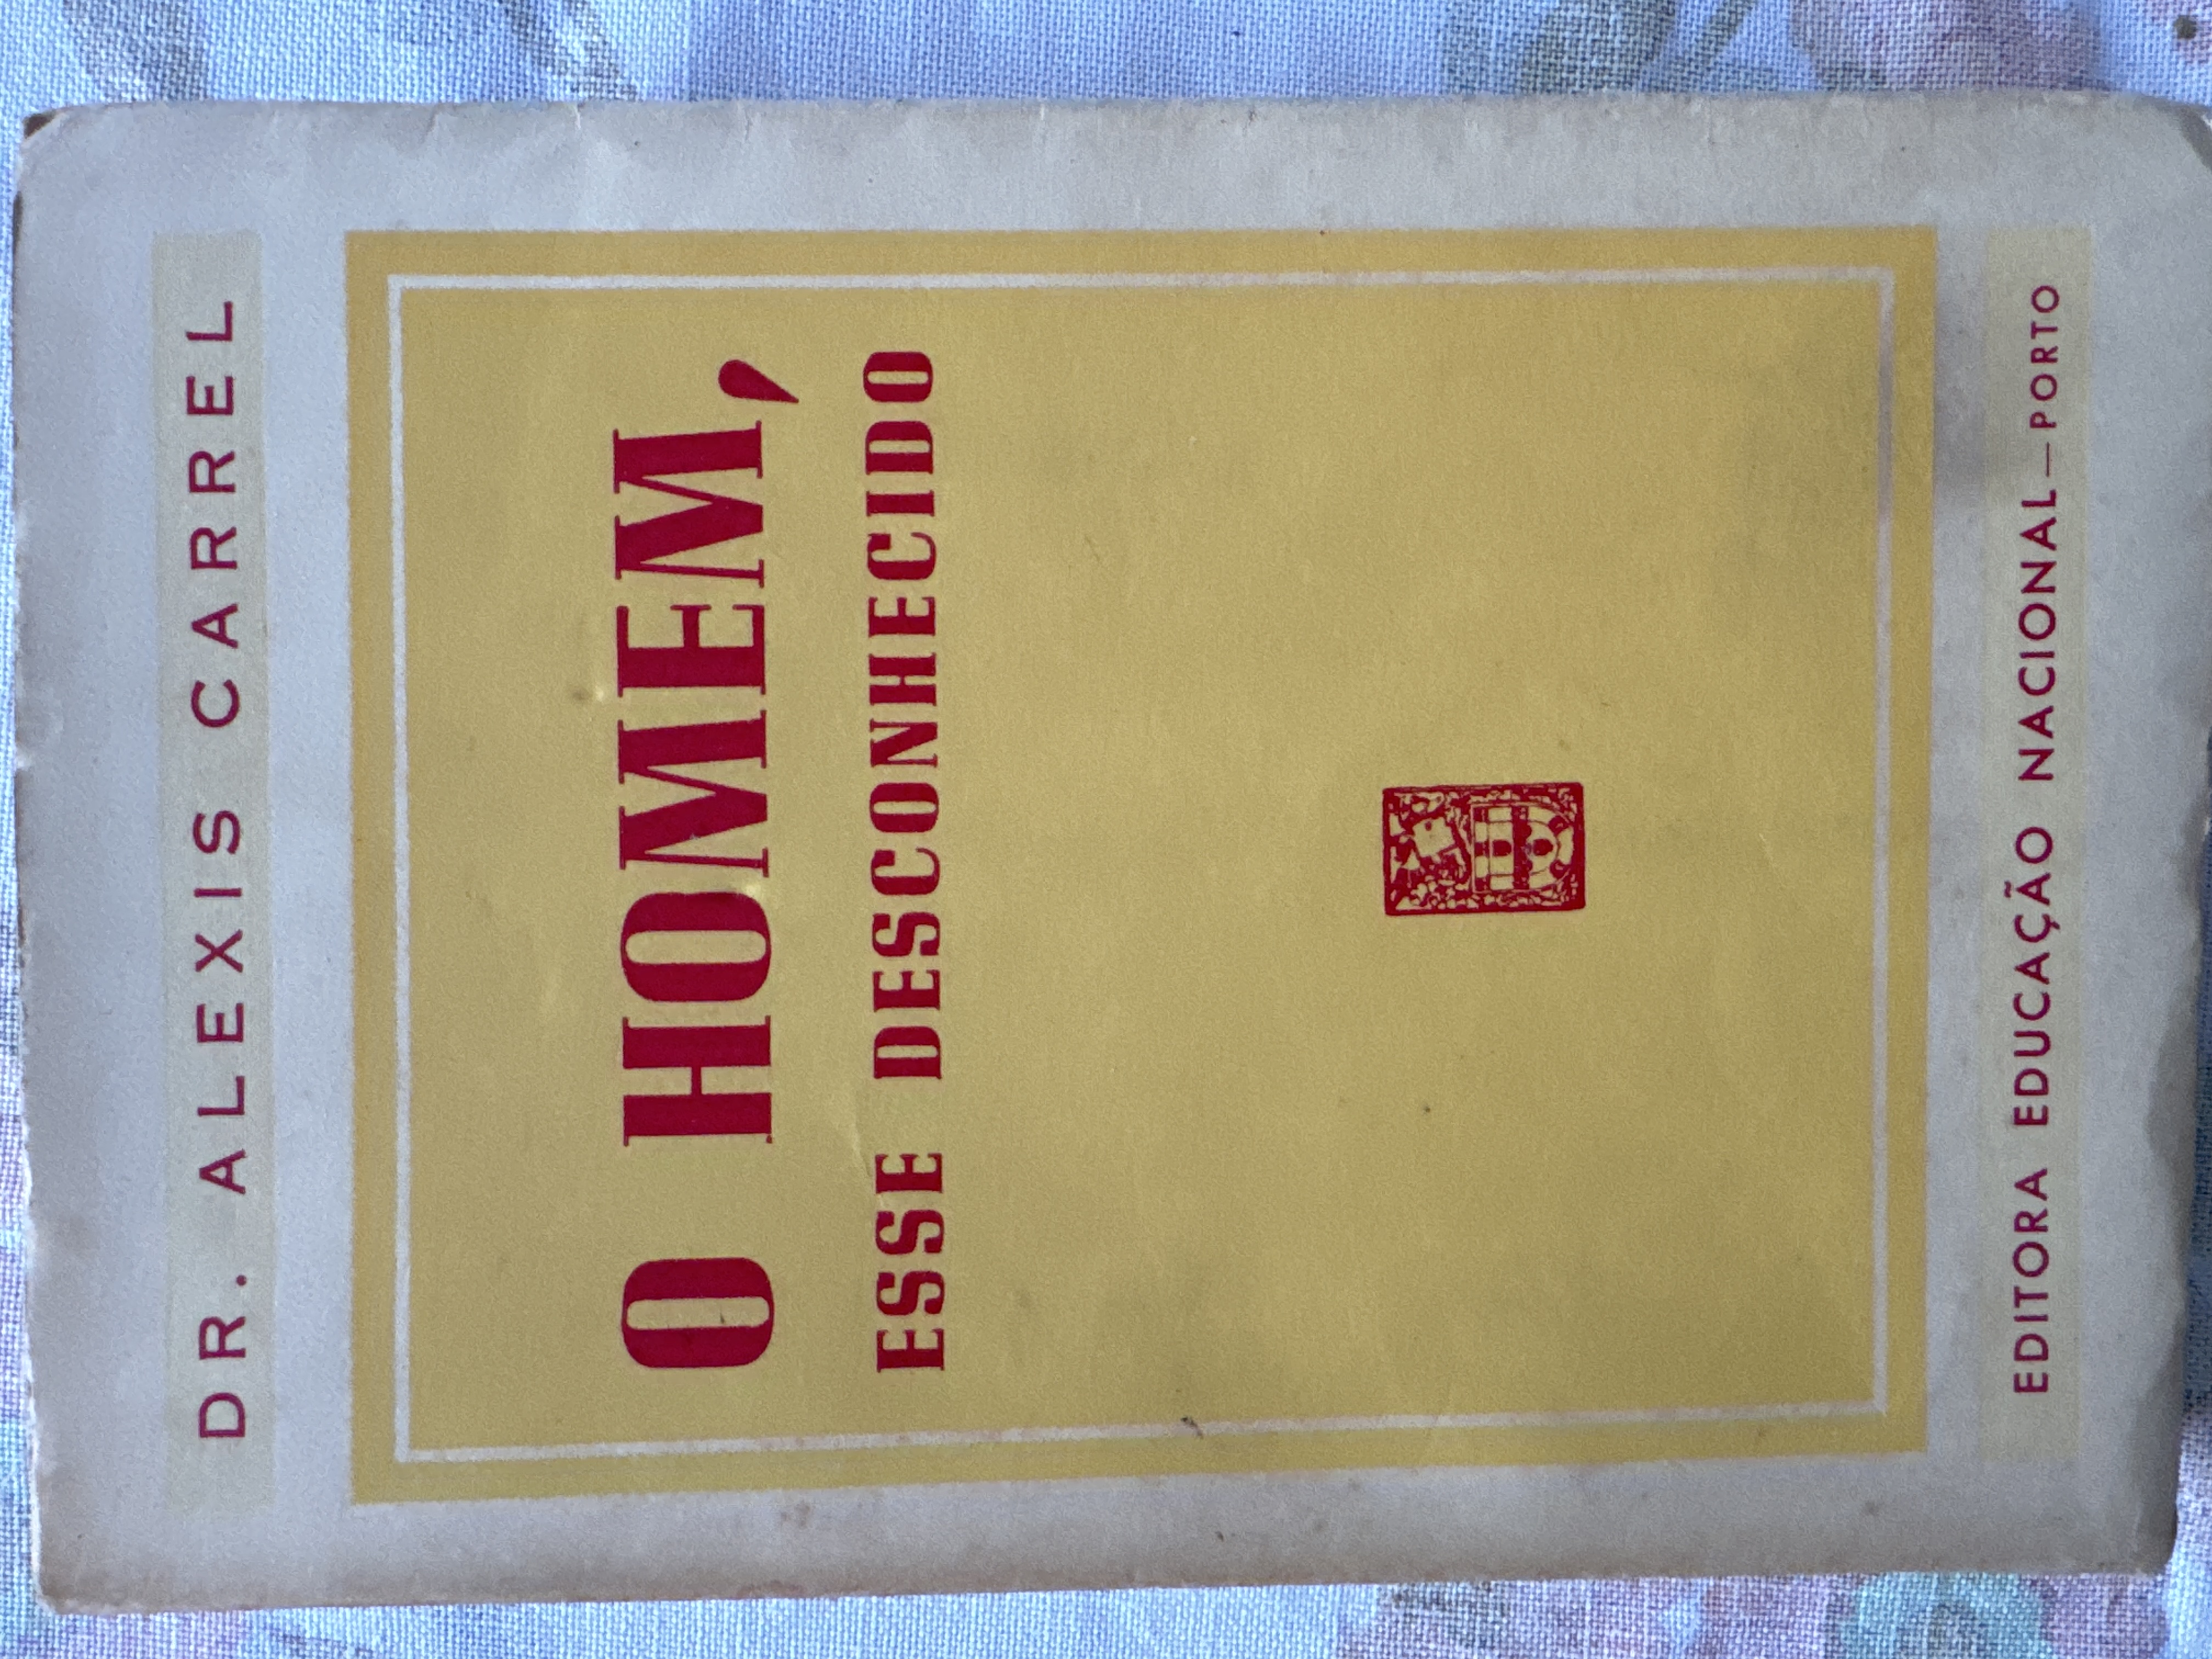 DR. ALEXIS CARREL
O HOMEM,
ESSE DESCONHECIDO
EDITORA EDUCAÇÃO NACIONAL—PORTO